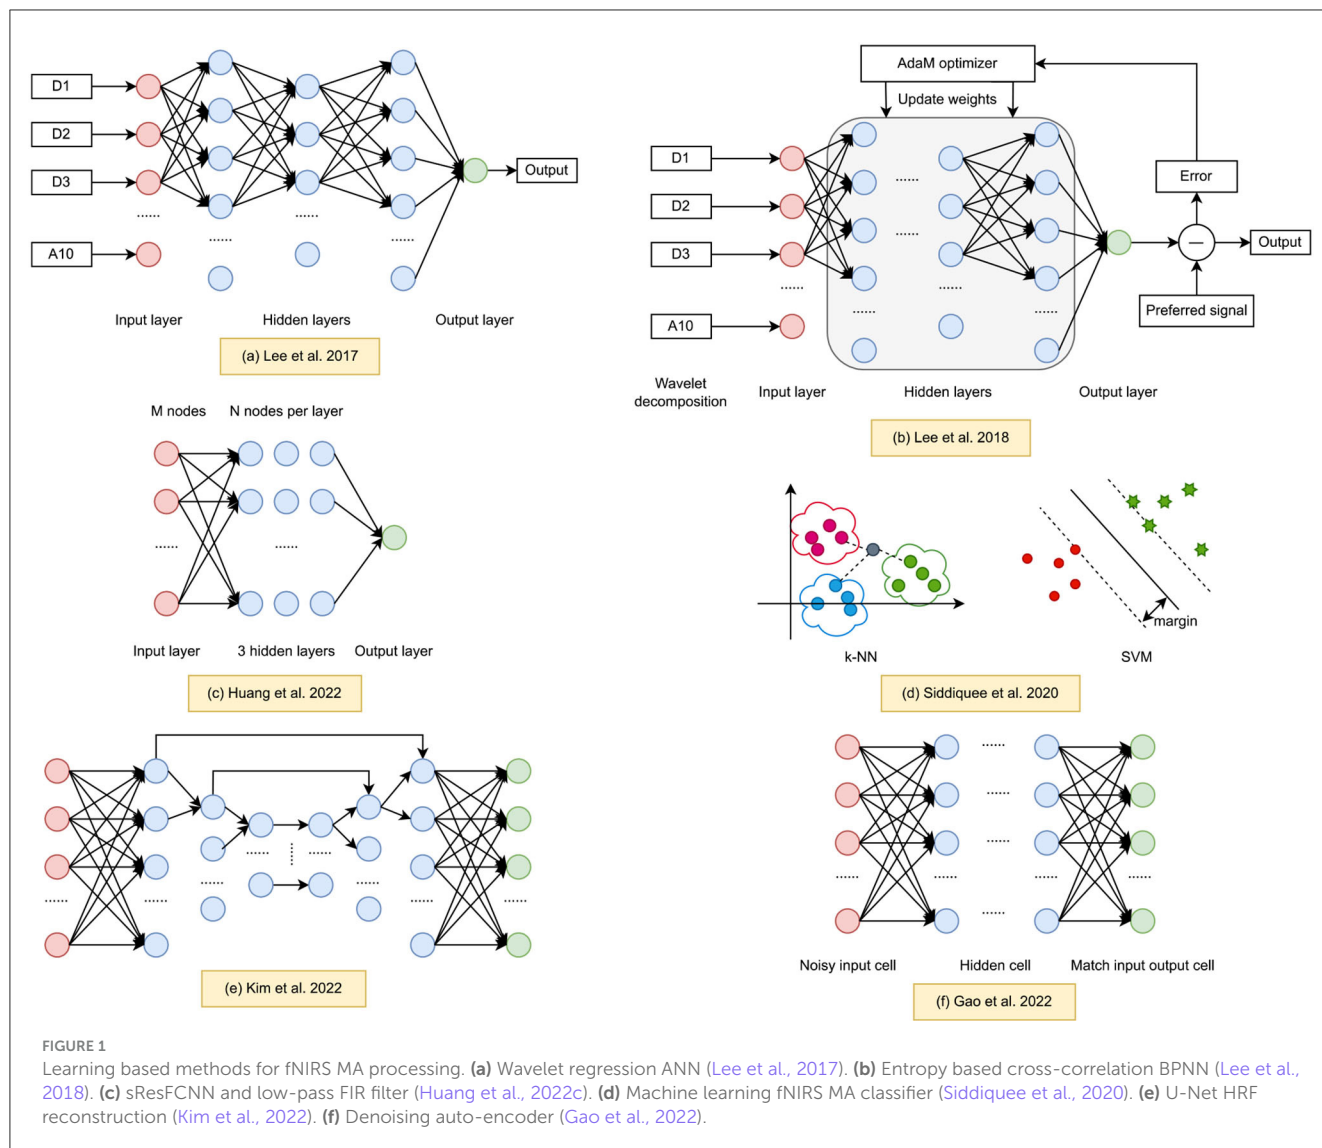 D1
D2
D3
......
......
......
......
A10
Output
Input layer
Hidden layers
Output layer
(a) Lee et al. 2017
AdaM optimizer
Update weights
D1
D2
D3
A10
......
......
......
......
......
......
Error
—
Output
Preferred signal
Wavelet
decomposition
Input layer
Hidden layers
Output layer
(b) Lee et al. 2018
M nodes
N nodes per layer
......
......
Input layer
3 hidden layers
Output layer
(c) Huang et al. 2022
k-NN
margin
SVM
(d) Siddiquee et al. 2020
......
......
......
......
......
......
......
......
(e) Kim et al. 2022
......
......
......
......
......
......
......
Noisy input cell
Hidden cell
Match input output cell
(f) Gao et al. 2022
FIGURE 1
Learning based methods for fNIRS MA processing. (a) Wavelet regression ANN (Lee et al., 2017). (b) Entropy based cross-correlation BPNN (Lee et al.,
2018). (c) sResFCNN and low-pass FIR filter (Huang et al., 2022c). (d) Machine learning fNIRS MA classifier (Siddiquee et al., 2020). (e) U-Net HRF
reconstruction (Kim et al., 2022). (f) Denoising auto-encoder (Gao et al., 2022).